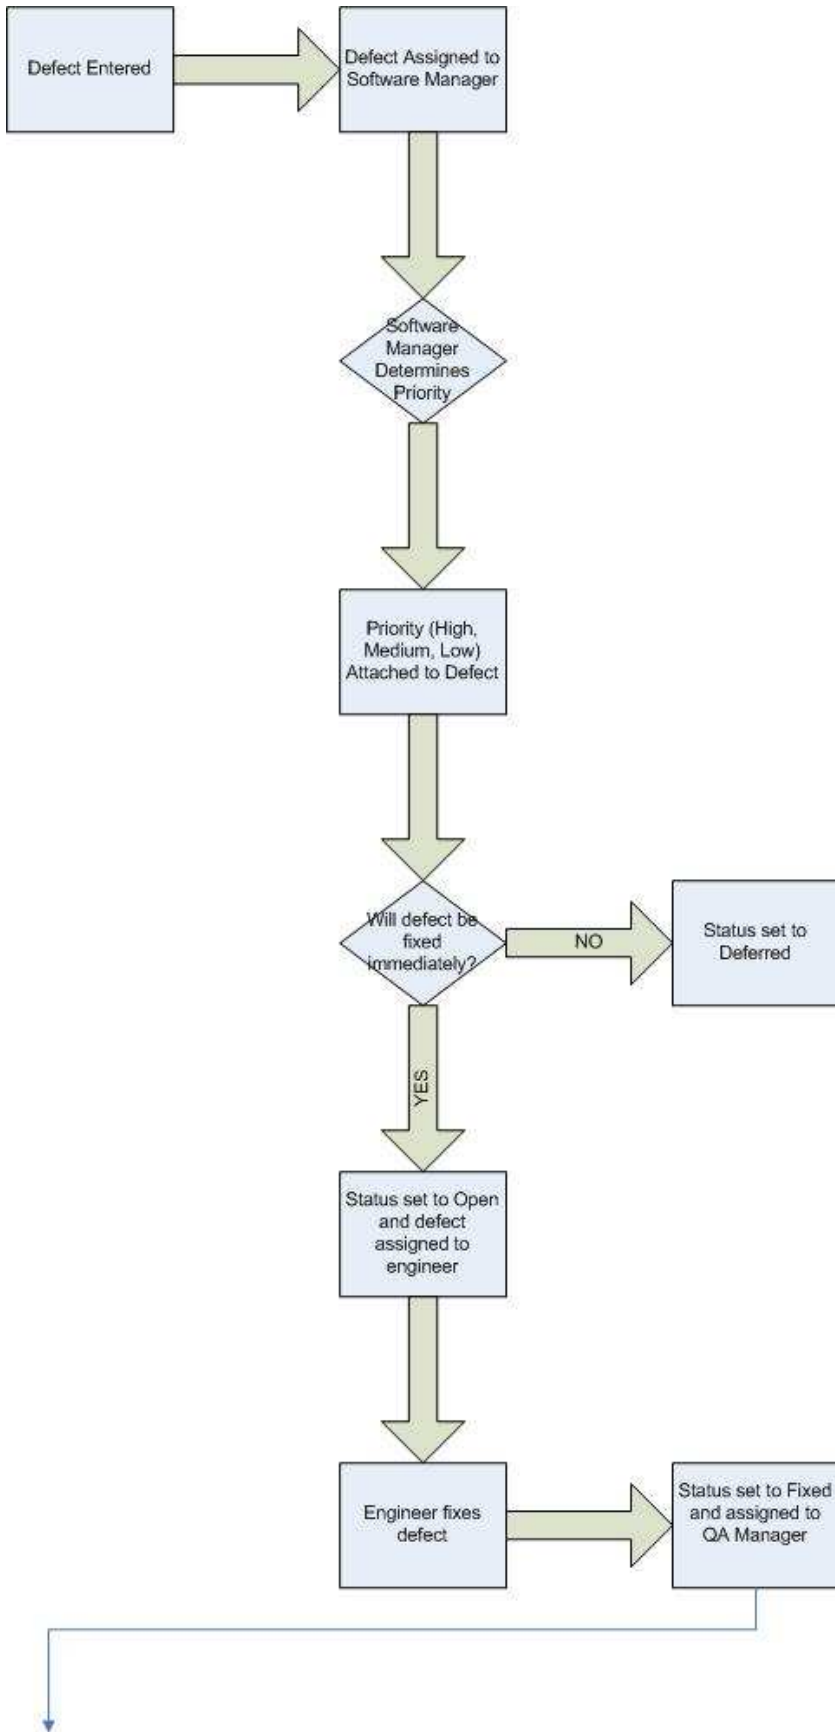 Defect Entered
Defect Assigned to
Software Manager
Software
Manager
Determines
Priority
Priority (High,
Medium, Low)
Attached to Defect
Will defect be
fixed
immediately?
NO
Status set to
Deferred
YES
Status set to Open
and defect
assigned to
engineer
Engineer fixes
defect
Status set to Fixed
and assigned to
QA Manager